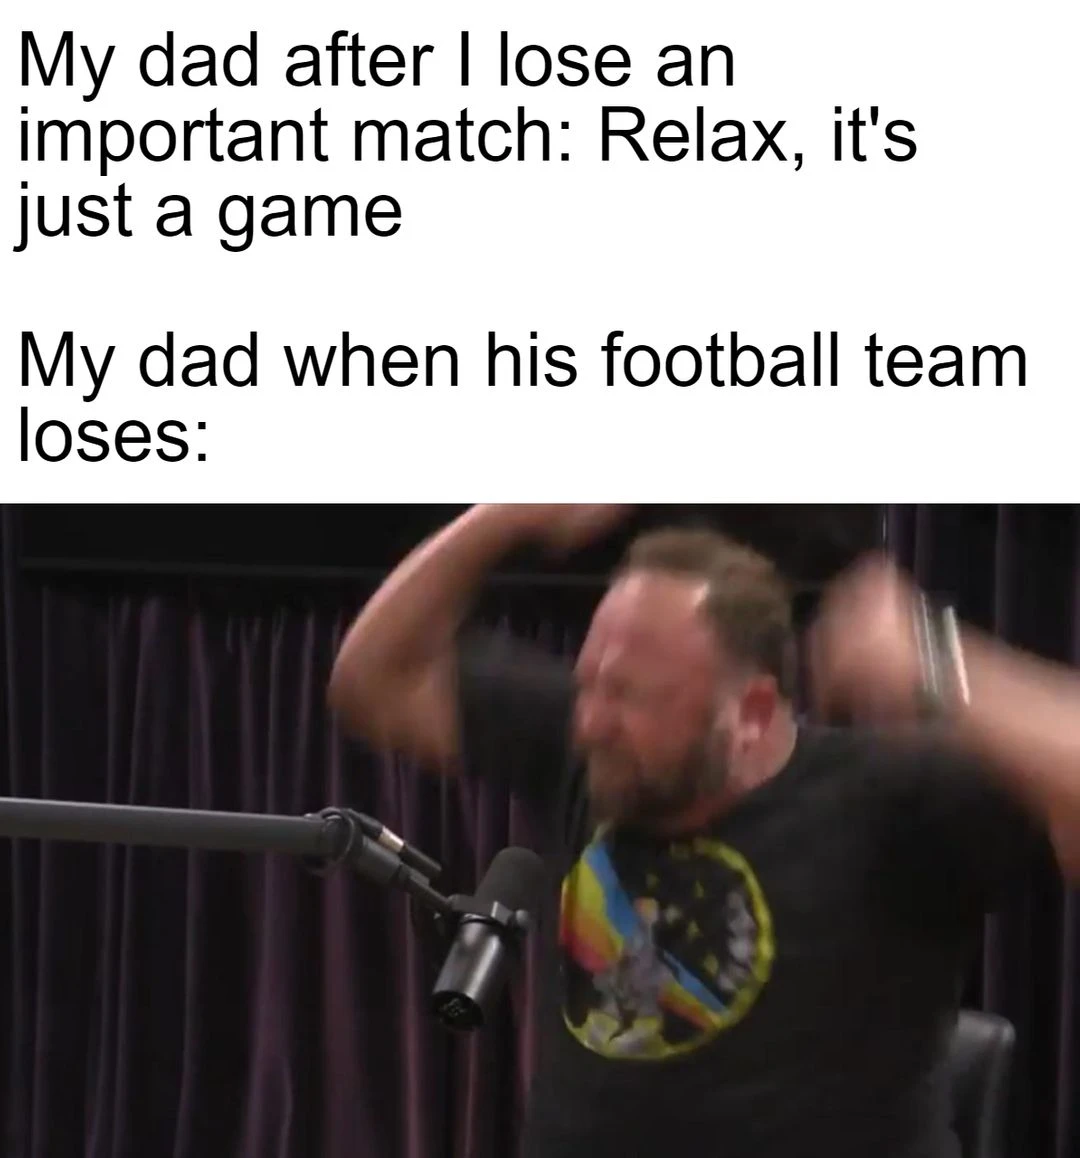 My dad after I lose an
important match: Relax, it's
just a game
My dad when his football team
loses: